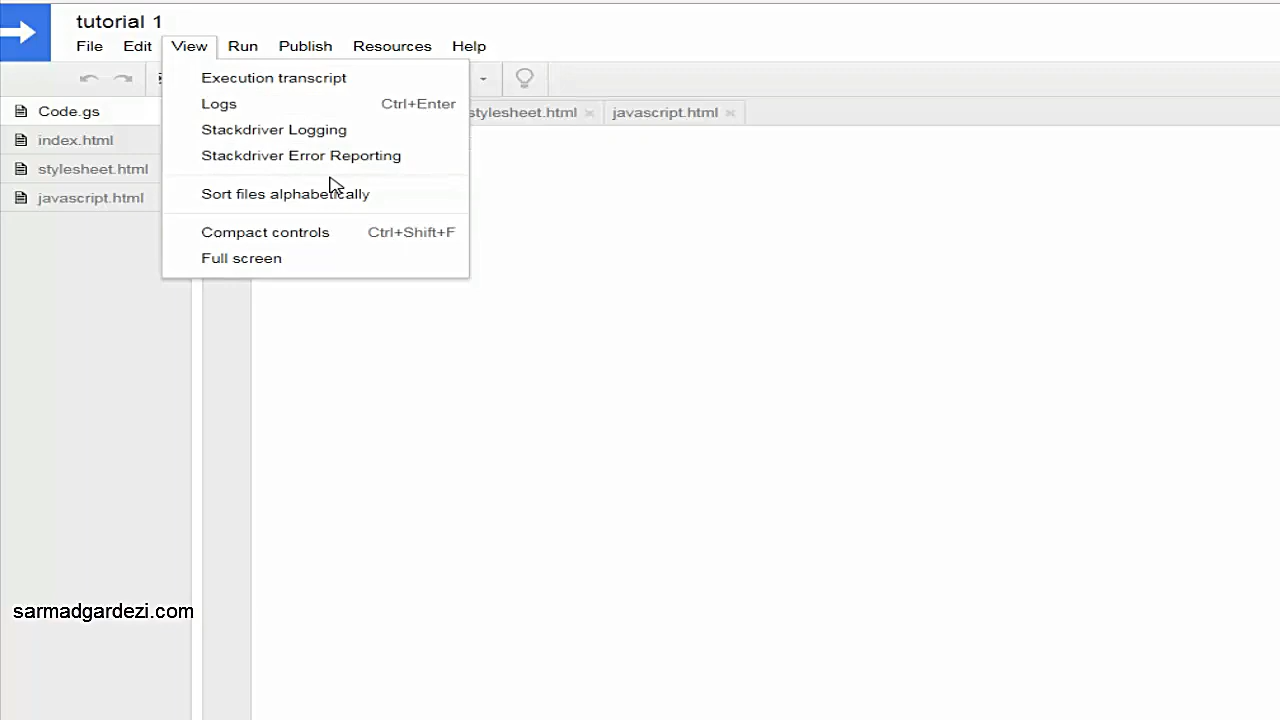 tutorial 1
File Edit View Run Publish Resources Help
Execution transcript
Logs Ctrl+Enter
Stackdriver Logging
Stackdriver Error Reporting
Sort files alphabetically
Compact controls Ctrl+Shift+F
Full screen
Code.gs
index.html
stylesheet.html
javascript.html
stylesheet.html × javascript.html ×
sarmadgardezi.com